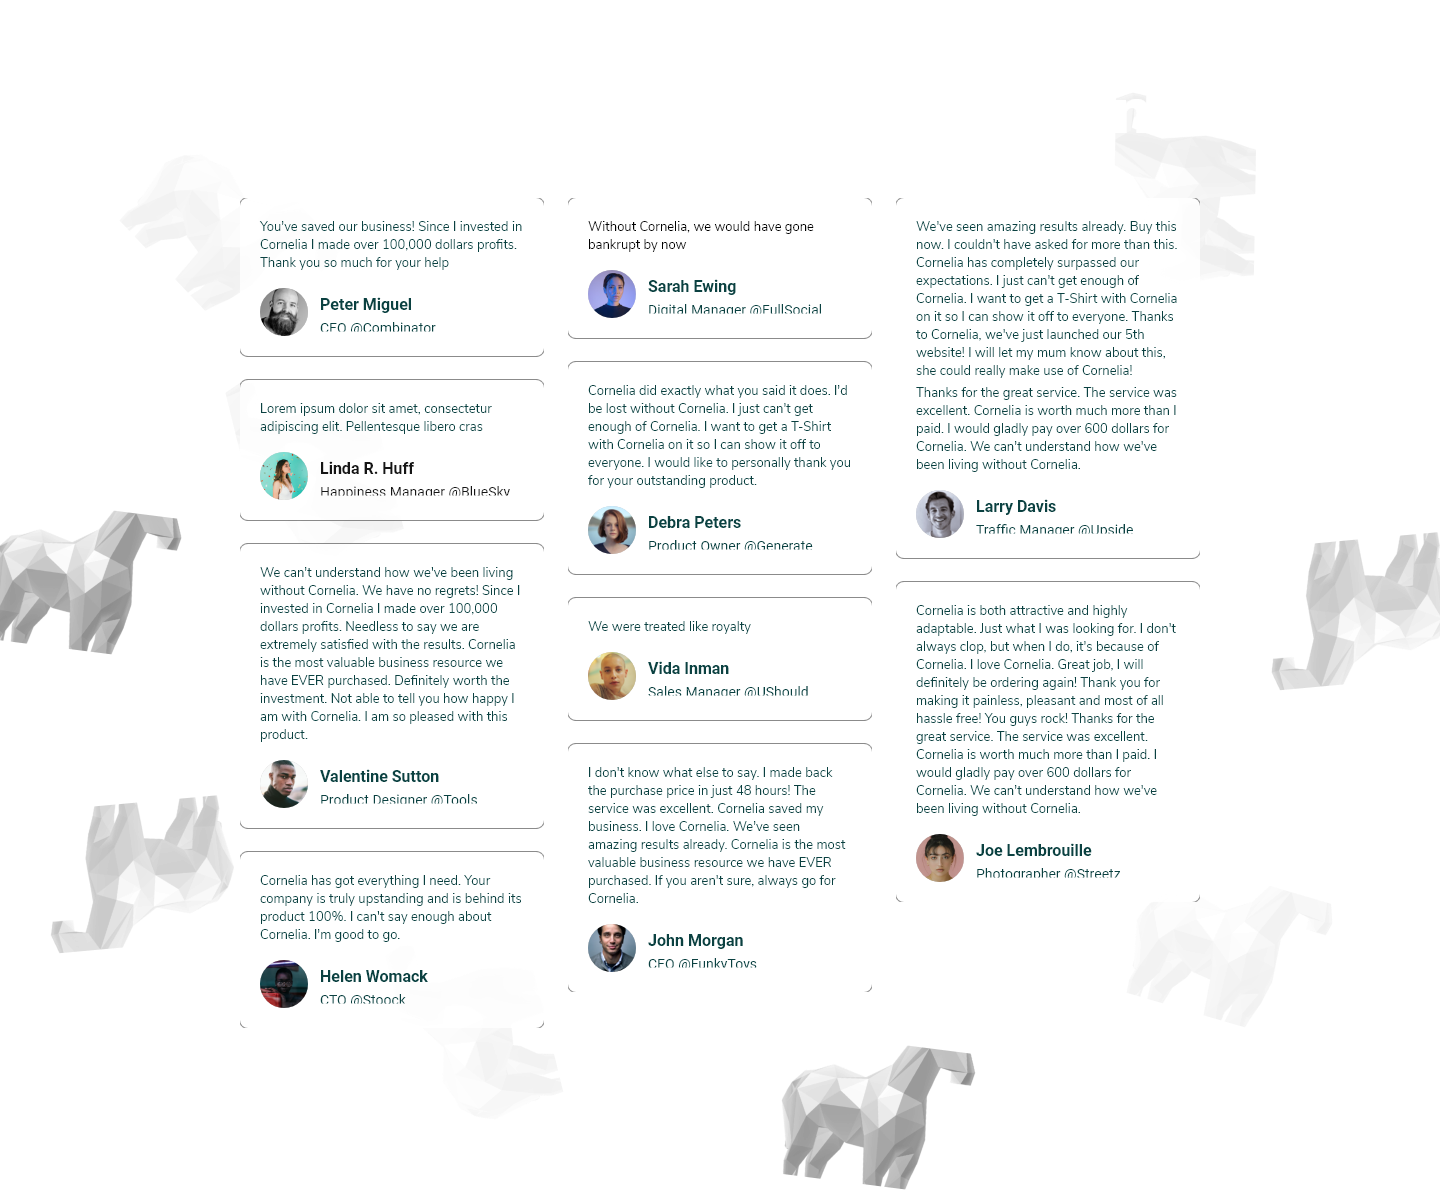 You've saved our business! Since I invested in
Cornelia I made over 100,000 dollars profits.
Thank you so much for your help
Peter Miguel
CEO @Combinator
Lorem ipsum dolor sit amet, consectetur
adipiscing elit. Pellentesque libero cras
Linda R. Huff
Happiness Manager @BlueSky
We can't understand how we've been living
without Cornelia. We have no regrets! Since I
invested in Cornelia I made over 100,000
dollars profits. Needless to say we are
extremely satisfied with the results. Cornelia
is the most valuable business resource we
have EVER purchased. Definitely worth the
investment. Not able to tell you how happy I
am with Cornelia. I am so pleased with this
product.
Valentine Sutton
Product Designer @Tools
Cornelia has got everything I need. Your
company is truly upstanding and is behind its
product 100%. I can't say enough about
Cornelia. I'm good to go.
Helen Womack
CTO @Stoock
Without Cornelia, we would have gone
bankrupt by now
Sarah Ewing
Digital Manager @FullSocial
Cornelia did exactly what you said it does. I'd
be lost without Cornelia. I just can't get
enough of Cornelia. I want to get a T-Shirt
with Cornelia on it so I can show it off to
everyone. I would like to personally thank you
for your outstanding product.
Debra Peters
Product Owner @Generate
We were treated like royalty
Vida Inman
Sales Manager @UShould
I don't know what else to say. I made back
the purchase price in just 48 hours! The
service was excellent. Cornelia saved my
business. I love Cornelia. We've seen
amazing results already. Cornelia is the most
valuable business resource we have EVER
purchased. If you aren't sure, always go for
Cornelia.
John Morgan
CEO @FunkyToys
We've seen amazing results already. Buy this
now. I couldn't have asked for more than this.
Cornelia has completely surpassed our
expectations. I just can't get enough of
Cornelia. I want to get a T-Shirt with Cornelia
on it so I can show it off to everyone. Thanks
to Cornelia, we've just launched our 5th
website! I will let my mum know about this,
she could really make use of Cornelia!
Thanks for the great service. The service was
excellent. Cornelia is worth much more than I
paid. I would gladly pay over 600 dollars for
Cornelia. We can't understand how we've
been living without Cornelia.
Larry Davis
Traffic Manager @Upside
Cornelia is both attractive and highly
adaptable. Just what I was looking for. I don't
always clop, but when I do, it's because of
Cornelia. I love Cornelia. Great job, I will
definitely be ordering again! Thank you for
making it painless, pleasant and most of all
hassle free! You guys rock! Thanks for the
great service. The service was excellent.
Cornelia is worth much more than I paid. I
would gladly pay over 600 dollars for
Cornelia. We can't understand how we've
been living without Cornelia.
Joe Lembrouille
Photographer @Streetz